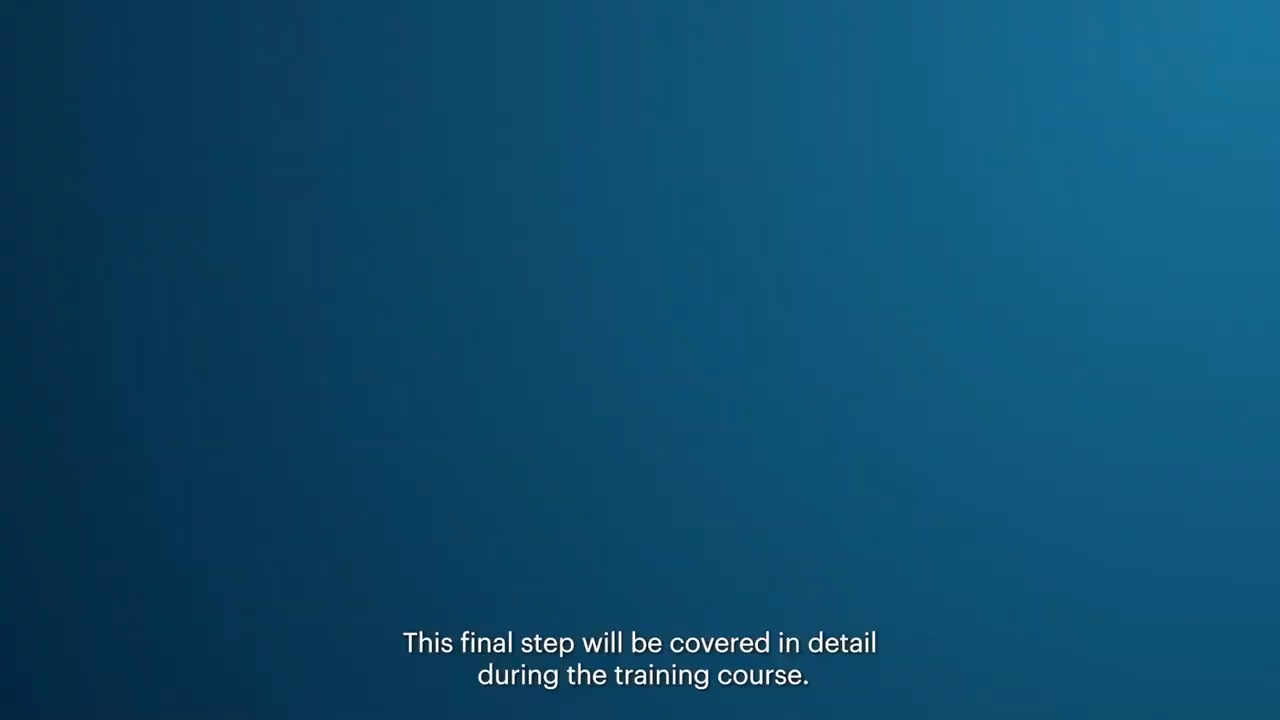 This final step will be covered in detail
during the training course.